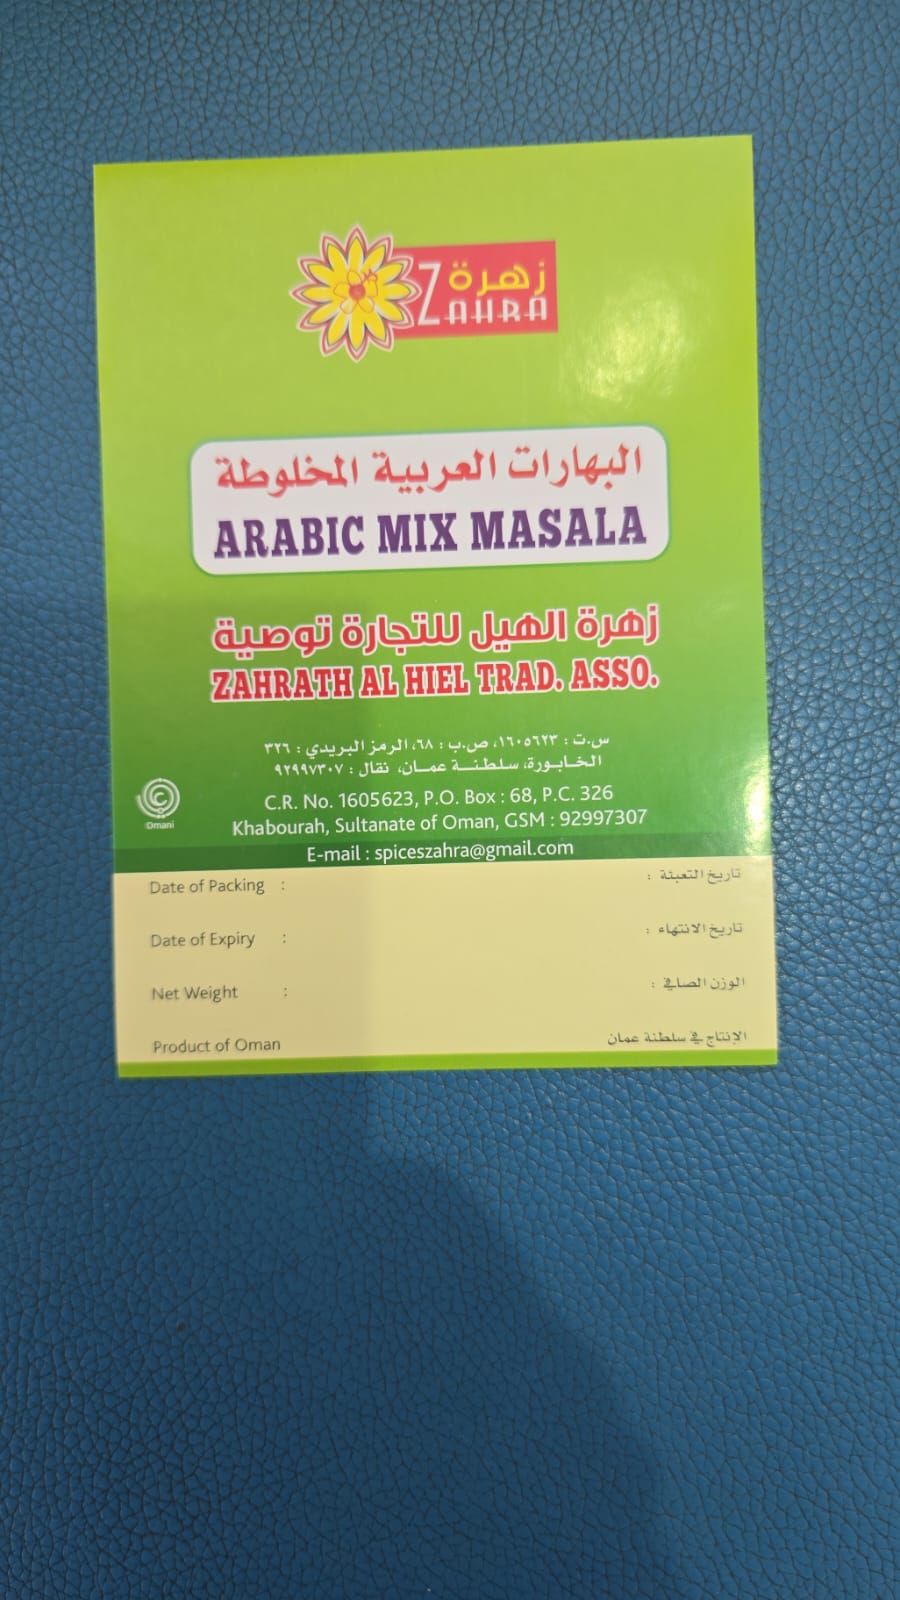 زهرة
ZAHRA
البهارات العربية المخلوطة
ARABIC MIX MASALA
زهرة الهيل للتجارة توصية
ZAHRATH AL HIEL TRAD. ASSO.
س.ت : ١٦٠٥٦٢٣، ص.ب : ٦٨، الرمز البريدي : ٣٢٦
الخابورة، سلطنــة عمــان، نقال : ٩٢٩٩٧٣٠٧
C.R. No. 1605623, P.O. Box : 68, P.C. 326
Khabourah, Sultanate of Oman, GSM : 92997307
E-mail : spiceszahra@gmail.com
Omani
Date of Packing : تاريخ التعبئة :
Date of Expiry : تاريخ الانتهاء :
Net Weight : الوزن الصافي :
Product of Oman الإنتاج في سلطنة عمان